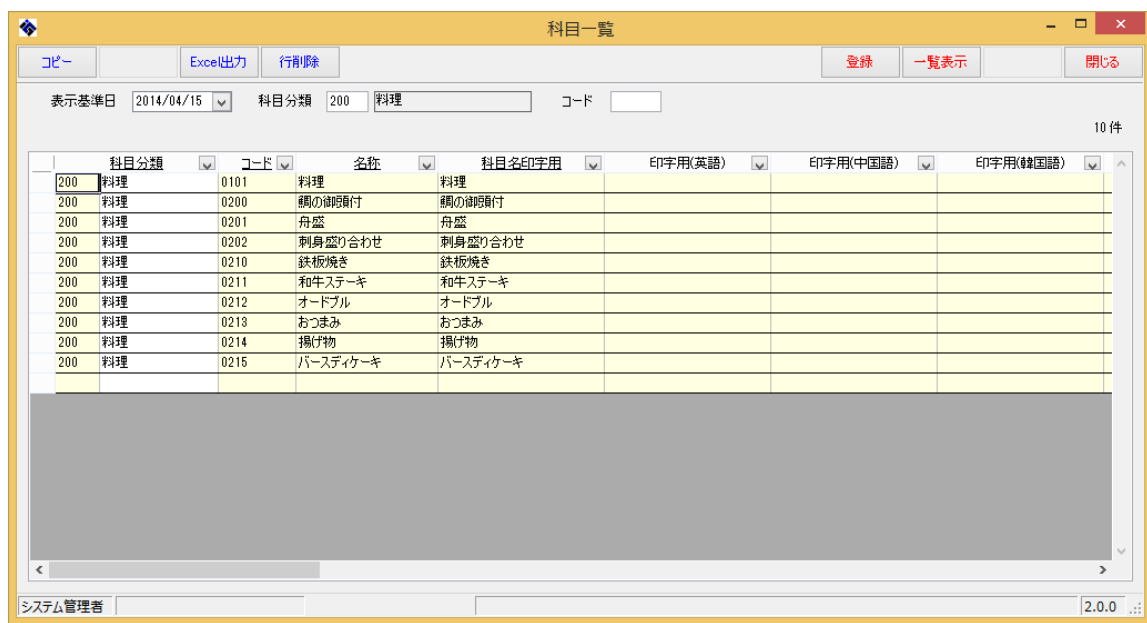 科目一覧
コピー Excel出力 行削除 登録 一覧表示 閉じる
表示基準日 2014/04/15 科目分類 200 料理 コード
10 件
科目分類 コード 名称 科目名印字用 印字用(英語) 印字用(中国語) 印字用(韓国語)
200 料理 0101 料理 料理
200 料理 0200 鯛の御頭付 鯛の御頭付
200 料理 0201 舟盛 舟盛
200 料理 0202 刺身盛り合わせ 刺身盛り合わせ
200 料理 0210 鉄板焼き 鉄板焼き
200 料理 0211 和牛ステーキ 和牛ステーキ
200 料理 0212 オードブル オードブル
200 料理 0213 おつまみ おつまみ
200 料理 0214 揚げ物 揚げ物
200 料理 0215 バースディケーキ バースディケーキ
システム管理者 2.0.0